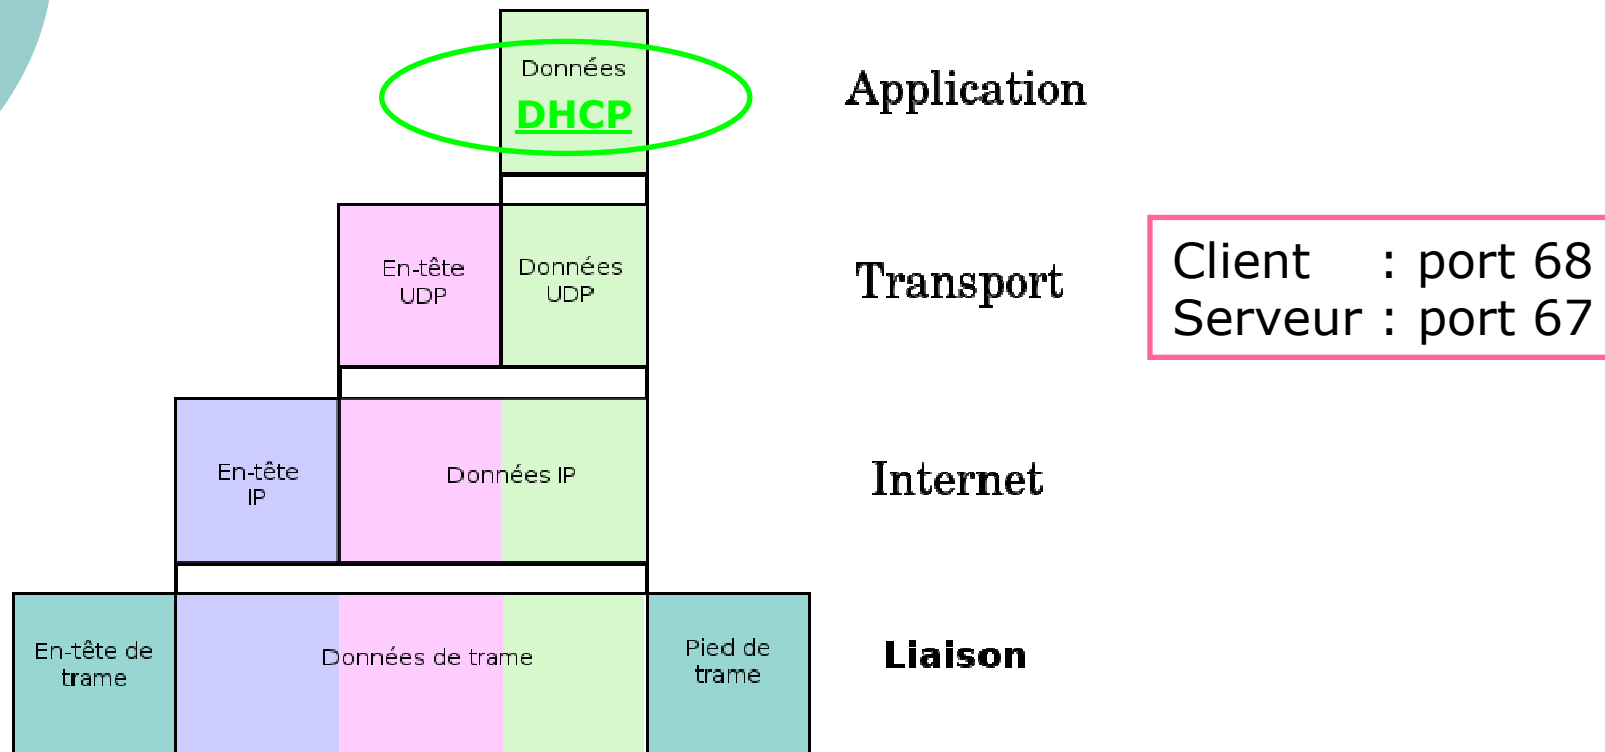 Données
DHCP
Application
En-tête
UDP
Données
UDP
Transport
Client : port 68
Serveur : port 67
En-tête
IP
Données IP
Internet
En-tête de
trame
Données de trame
Pied de
trame
Liaison